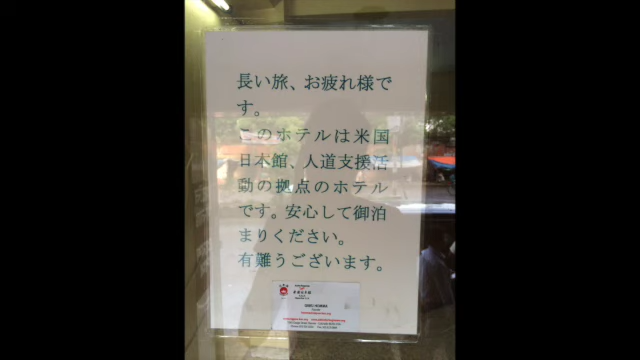 長い旅、お疲れ様で
す。
このホテルは米国
日本館、人道支援活
動の拠点のホテル
です。安心して御泊
まりください。
有難うございます。